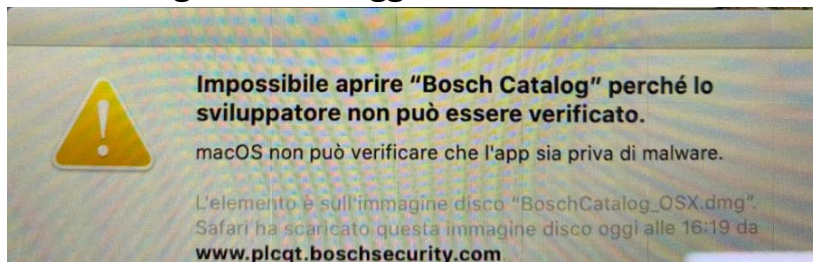 Impossibile aprire “Bosch Catalog” perché lo
sviluppatore non può essere verificato.
macOS non può verificare che l'app sia priva di malware.
L'elemento è sull'immagine disco “BoschCatalog_OSX.dmg”.
Safari ha scaricato questa immagine disco oggi alle 16:19 da
www.plcqt.boschsecurity.com